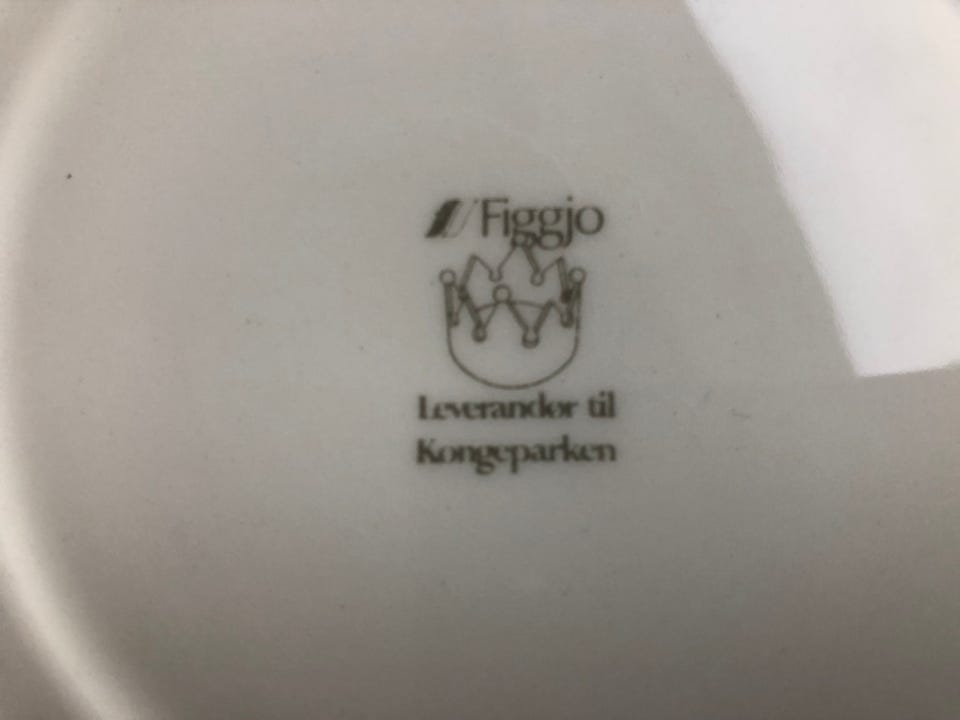 Figgjo
Leverandør til
Kongeparken